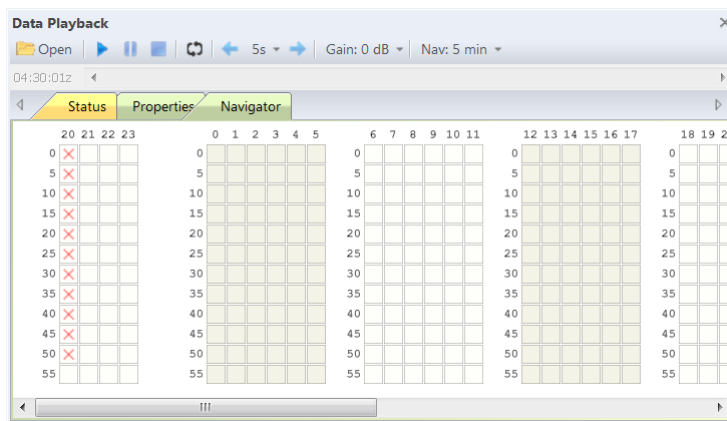 Data Playback
Open 5s Gain: 0 dB Nav: 5 min
04:30:01z
Status Properties Navigator
20 21 22 23 0 1 2 3 4 5 6 7 8 9 10 11 12 13 14 15 16 17 18 19 2
0 0 0 0 0
5 5 5 5 5
10 10 10 10 10
15 15 15 15 15
20 20 20 20 20
25 25 25 25 25
30 30 30 30 30
35 35 35 35 35
40 40 40 40 40
45 45 45 45 45
50 50 50 50 50
55 55 55 55 55